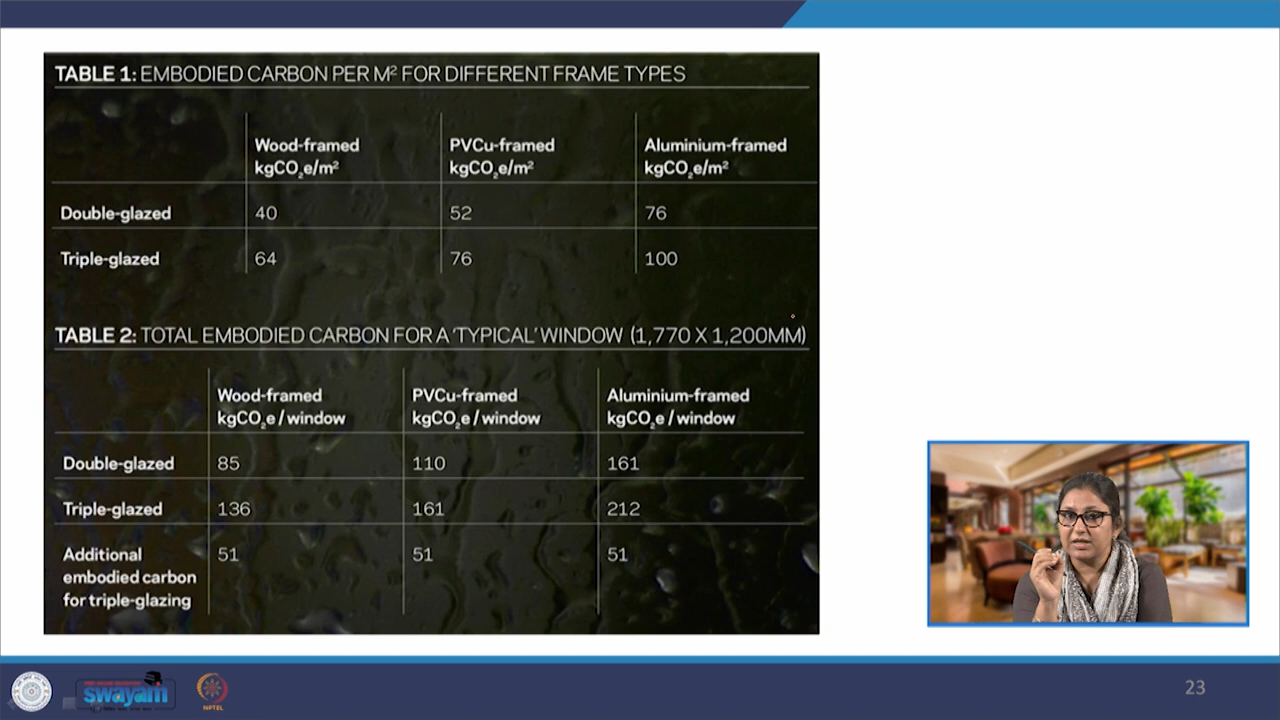 TABLE 1: EMBODIED CARBON PER M² FOR DIFFERENT FRAME TYPES
Wood-framed kgCO₂e/m² PVCu-framed kgCO₂e/m² Aluminium-framed kgCO₂e/m²
Double-glazed 40 52 76
Triple-glazed 64 76 100
TABLE 2: TOTAL EMBODIED CARBON FOR A 'TYPICAL' WINDOW (1,770 X 1,200MM)
Wood-framed kgCO₂e / window PVCu-framed kgCO₂e / window Aluminium-framed kgCO₂e / window
Double-glazed 85 110 161
Triple-glazed 136 161 212
Additional embodied carbon for triple-glazing 51 51 51
swayam
NPTEL
23